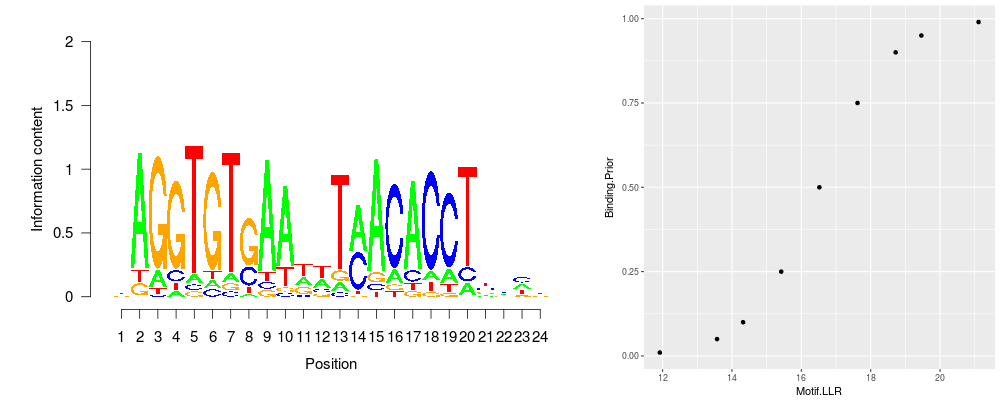 Information content
2
1.5
1
0.5
0
AGGTGTGAA TAACACCT
1 2 3 4 5 6 7 8 9 10 11 12 13 14 15 16 17 18 19 20 21 22 23 24
Position
Binding.Prior
1.00
0.75
0.50
0.25
0.00
12 14 16 18 20
Motif.LLR